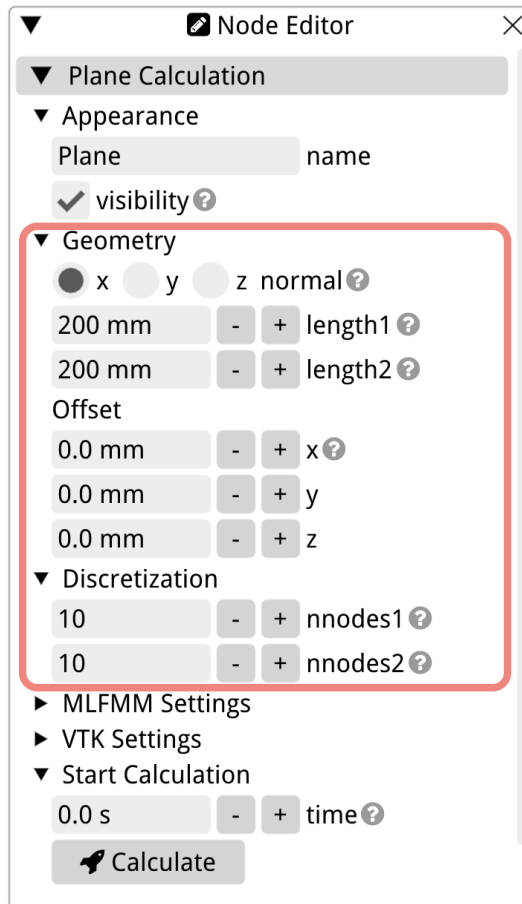 Node Editor
Plane Calculation
Appearance
Plane name
visibility ?
Geometry
x y z normal ?
200 mm - + length1 ?
200 mm - + length2 ?
Offset
0.0 mm - + x ?
0.0 mm - + y
0.0 mm - + z
Discretization
10 - + nnodes1 ?
10 - + nnodes2 ?
MLFMM Settings
VTK Settings
Start Calculation
0.0 s - + time ?
Calculate